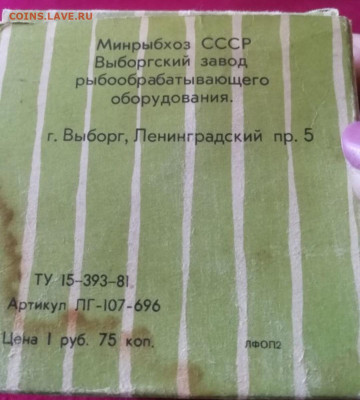 COINS.LAVE.RU
Минрыбхоз СССР
Выборгский завод
рыбообрабатывающего
оборудования.
г. Выборг, Ленинградский пр. 5
ТУ 15-393-81
Артикул ЛГ-107-696
Цена 1 руб. 75 коп.
ЛФОП2